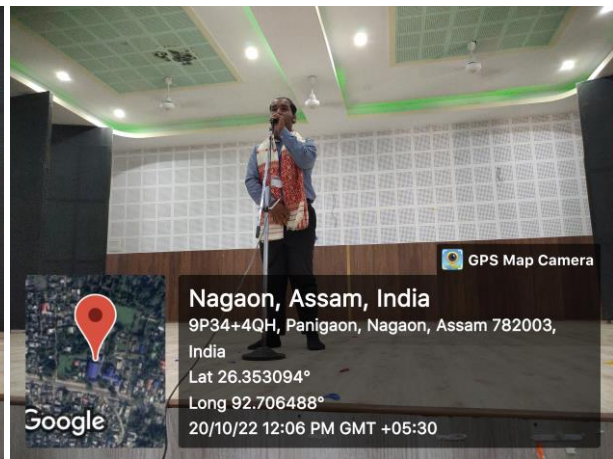 GPS Map Camera
Nagaon, Assam, India
9P34+4QH, Panigaon, Nagaon, Assam 782003,
India
Lat 26.353094°
Long 92.706488°
20/10/22 12:06 PM GMT +05:30
Google